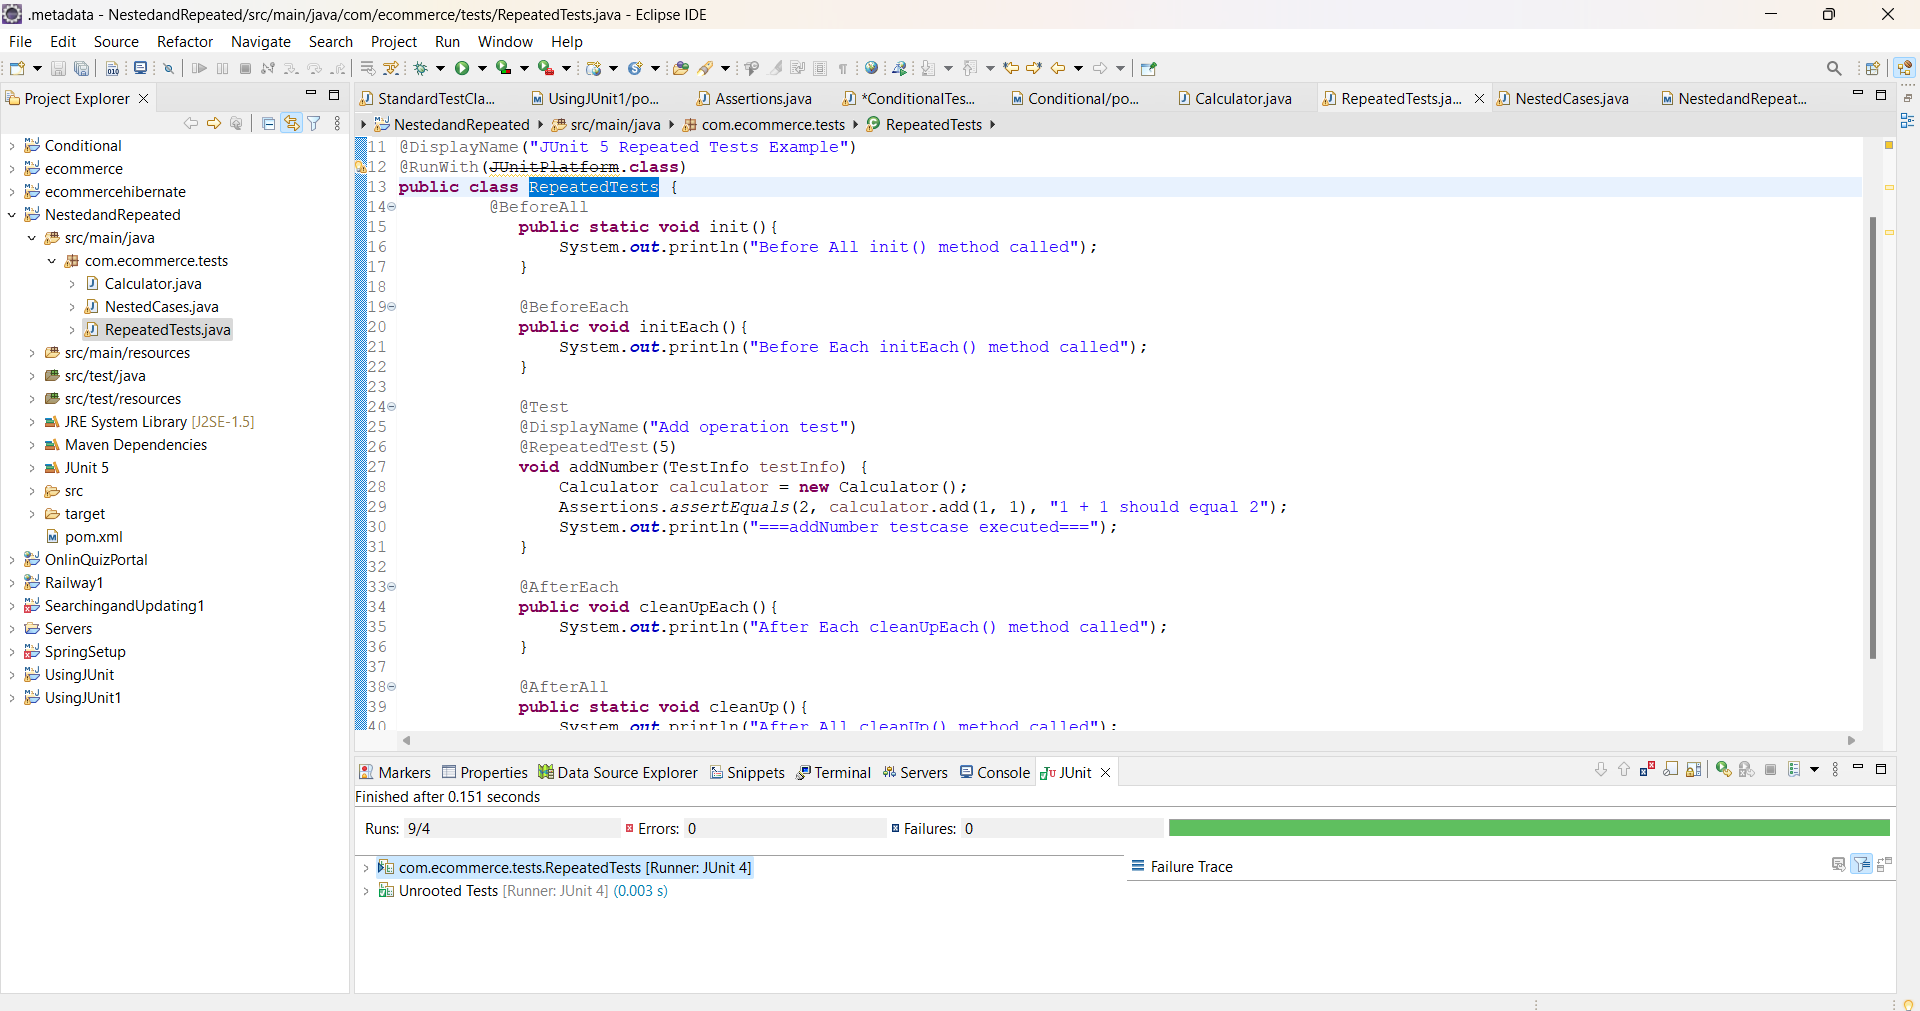 .metadata - NestedandRepeated/src/main/java/com/ecommerce/tests/RepeatedTests.java - Eclipse IDE
File Edit Source Refactor Navigate Search Project Run Window Help
Project Explorer
StandardTestCla... UsingJUnit1/po... Assertions.java *ConditionalTes... Conditional/po... Calculator.java RepeatedTests.ja... NestedCases.java NestedandRepeat...
NestedandRepeated src/main/java com.ecommerce.tests RepeatedTests
Conditional
ecommerce
ecommercehibernate
NestedandRepeated
src/main/java
com.ecommerce.tests
Calculator.java
NestedCases.java
RepeatedTests.java
src/main/resources
src/test/java
src/test/resources
JRE System Library [J2SE-1.5]
Maven Dependencies
JUnit 5
src
target
pom.xml
OnlinQuizPortal
Railway1
SearchingandUpdating1
Servers
SpringSetup
UsingJUnit
UsingJUnit1
11 @DisplayName("JUnit 5 Repeated Tests Example")
12 @RunWith(JUnitPlatform.class)
13 public class RepeatedTests {
14 @BeforeAll
15 public static void init(){
16 System.out.println("Before All init() method called");
17 }
18
19 @BeforeEach
20 public void initEach(){
21 System.out.println("Before Each initEach() method called");
22 }
23
24 @Test
25 @DisplayName("Add operation test")
26 @RepeatedTest(5)
27 void addNumber(TestInfo testInfo) {
28 Calculator calculator = new Calculator();
29 Assertions.assertEquals(2, calculator.add(1, 1), "1 + 1 should equal 2");
30 System.out.println("===addNumber testcase executed===");
31 }
32
33 @AfterEach
34 public void cleanUpEach(){
35 System.out.println("After Each cleanUpEach() method called");
36 }
37
38 @AfterAll
39 public static void cleanUp(){
40 System.out.println("After All cleanUp() method called");
Markers Properties Data Source Explorer Snippets Terminal Servers Console JUnit
Finished after 0.151 seconds
Runs: 9/4 Errors: 0 Failures: 0
com.ecommerce.tests.RepeatedTests [Runner: JUnit 4]
Unrooted Tests [Runner: JUnit 4] (0.003 s)
Failure Trace